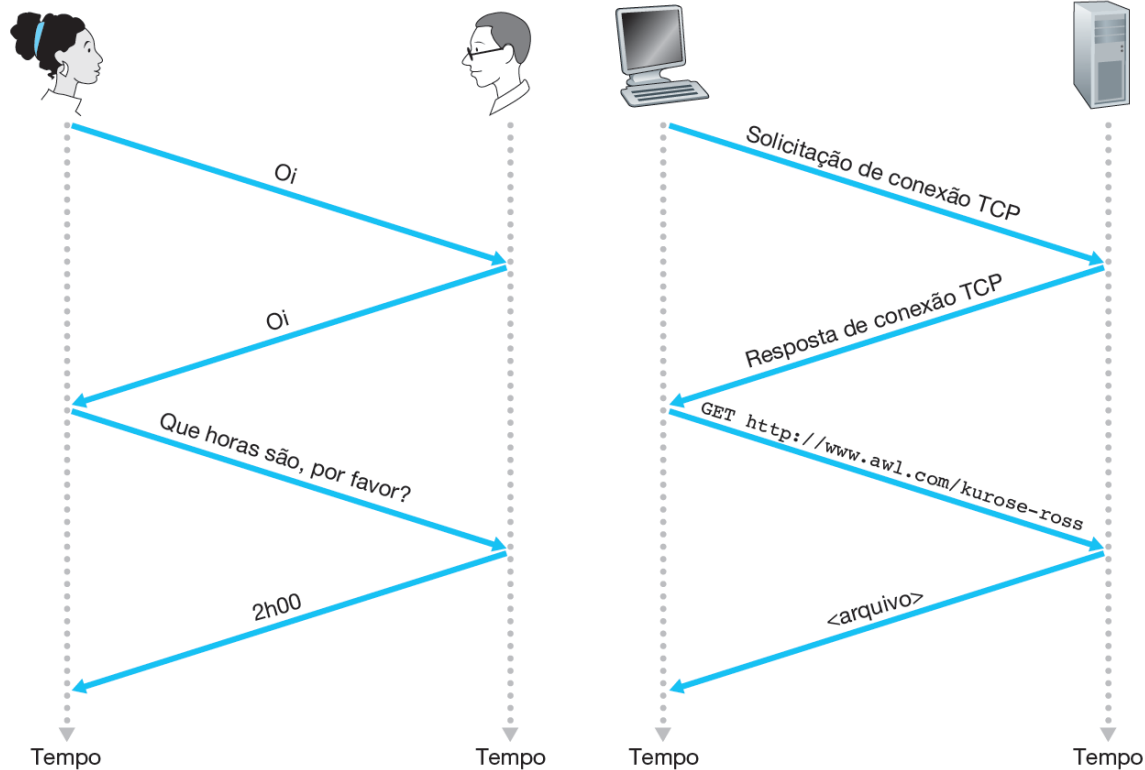 Oi
Oi
Que horas são, por favor?
2h00
Tempo
Tempo
Solicitação de conexão TCP
Resposta de conexão TCP
GET http://www.awl.com/kurose-ross
<arquivo>
Tempo
Tempo